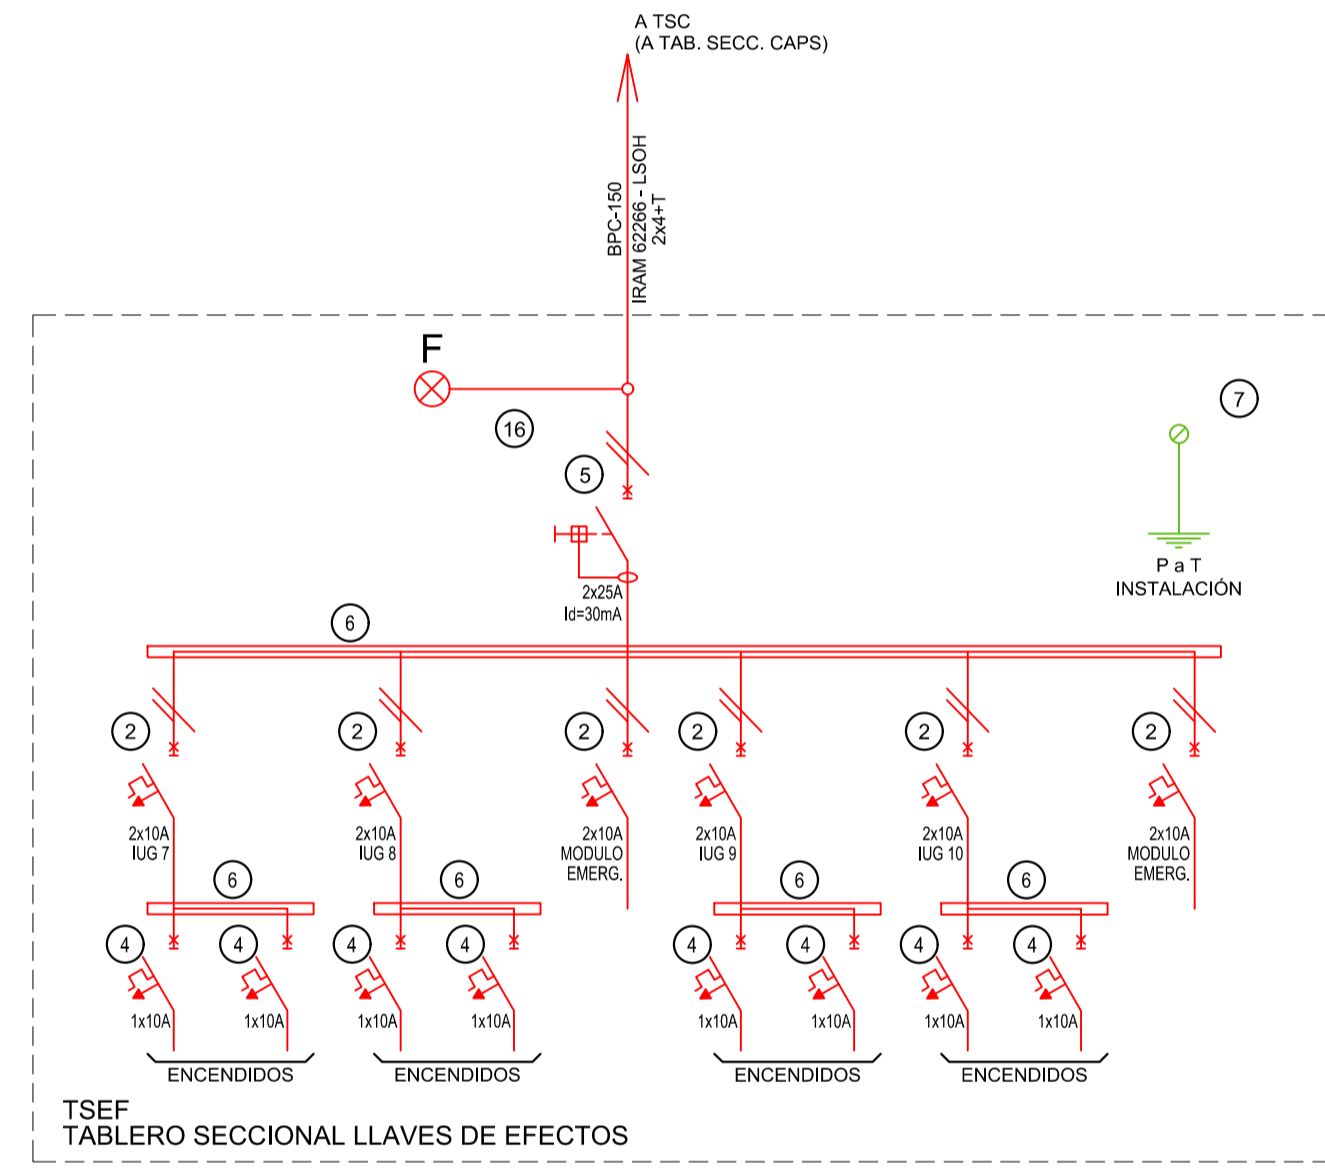 A TSC
(A TAB. SECC. CAPS)
BPC-150
IRAM 62266 - LSOH
2x4+T
F
16
5
7
P a T
INSTALACIÓN
2x25A
Id=30mA
6
2
2
2
2
2
2
2x10A
IUG 7
2x10A
IUG 8
2x10A
MODULO
EMERG.
2x10A
IUG 9
2x10A
IUG 10
2x10A
MODULO
EMERG.
6
6
6
6
4
4
4
4
4
4
4
4
1x10A
1x10A
1x10A
1x10A
1x10A
1x10A
1x10A
1x10A
ENCENDIDOS
ENCENDIDOS
ENCENDIDOS
ENCENDIDOS
TSEF
TABLERO SECCIONAL LLAVES DE EFECTOS